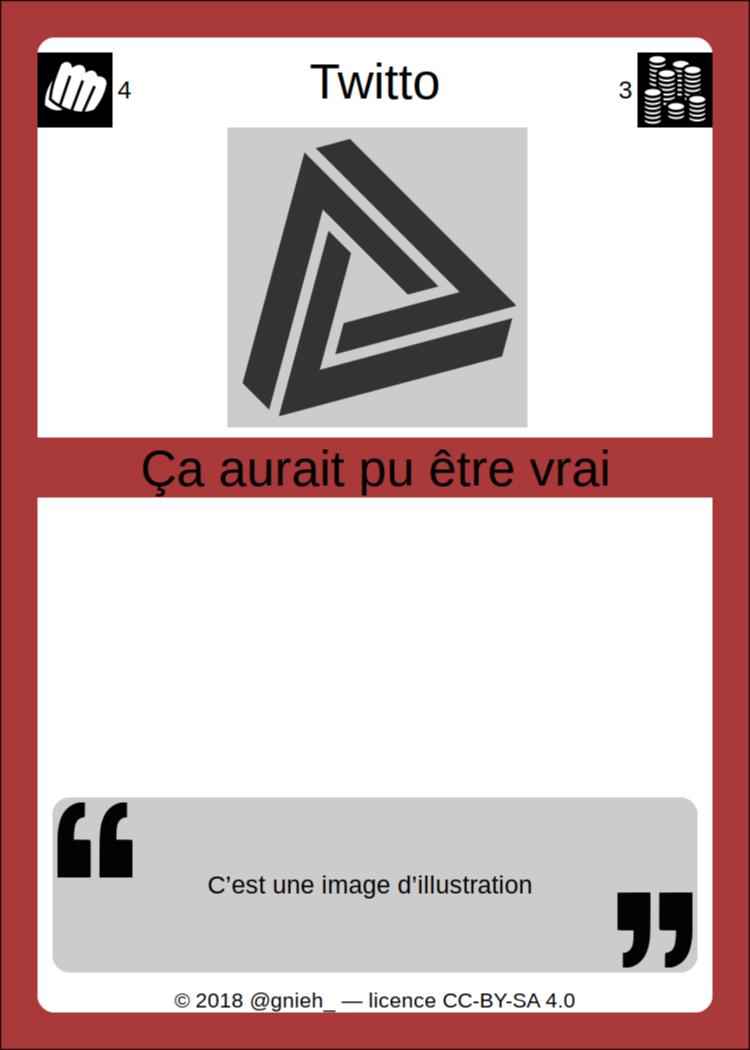 4
Twitto
3
Ça aurait pu être vrai
C’est une image d’illustration
© 2018 @gnieh_ — licence CC-BY-SA 4.0